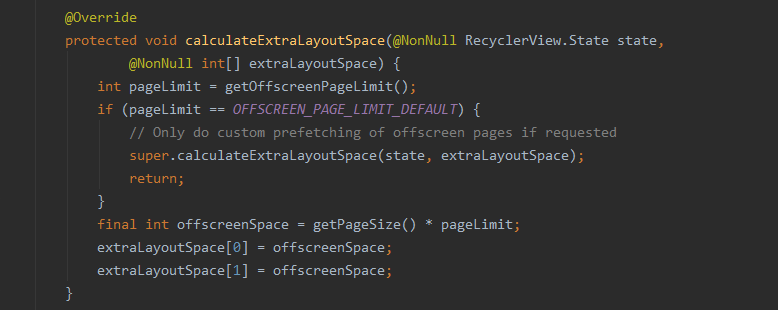 @Override
protected void calculateExtraLayoutSpace(@NonNull RecyclerView.State state,
@NonNull int[] extraLayoutSpace) {
int pageLimit = getOffscreenPageLimit();
if (pageLimit == OFFSCREEN_PAGE_LIMIT_DEFAULT) {
// Only do custom prefetching of offscreen pages if requested
super.calculateExtraLayoutSpace(state, extraLayoutSpace);
return;
}
final int offscreenSpace = getPageSize() * pageLimit;
extraLayoutSpace[0] = offscreenSpace;
extraLayoutSpace[1] = offscreenSpace;
}